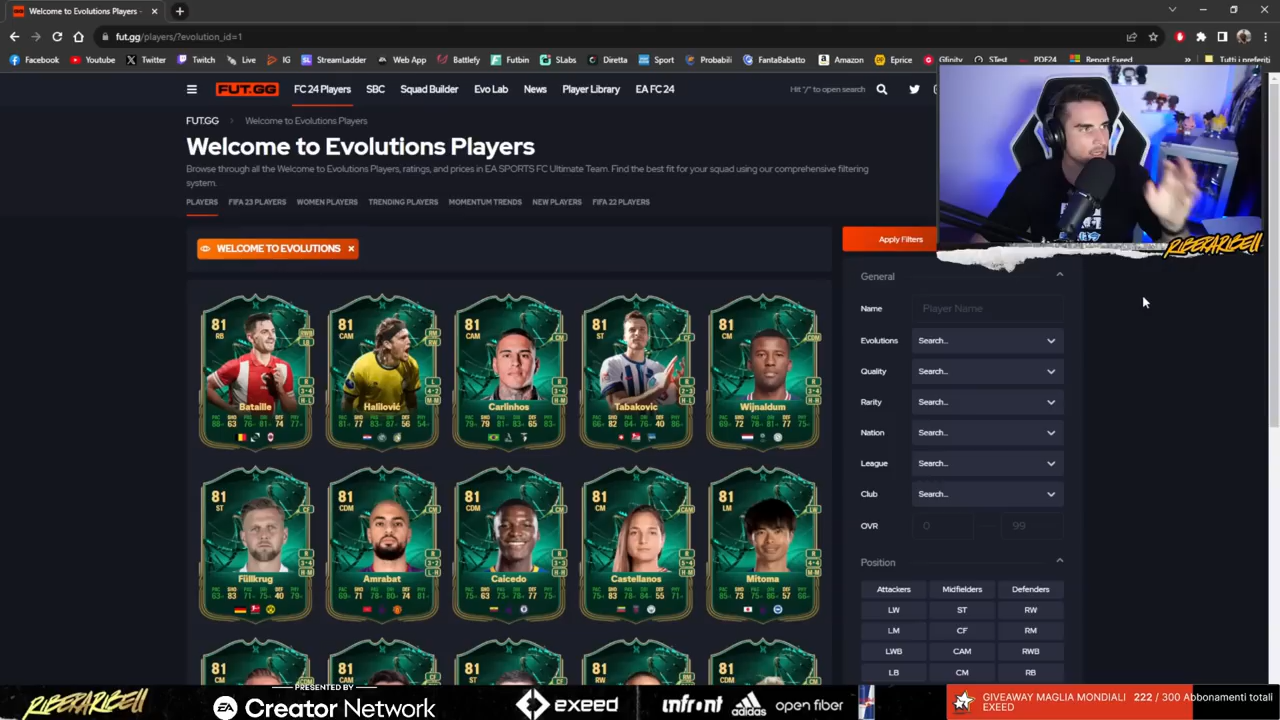 Welcome to Evolutions Players -
fut.gg/players/?evolution_id=1
Facebook
Youtube
Twitter
Twitch
Live
IG
StreamLadder
Web App
Battlefy
Futbin
SLabs
Diretta
Sport
Probabili
FantaBabatto
Amazon
Eprice
Gfinity
STest
PDF24
Report Exeed
Tutti i preferiti
FUT.GG
FC 24 Players
SBC
Squad Builder
Evo Lab
News
Player Library
EA FC 24
Hit "/" to open search
FUT.GG > Welcome to Evolutions Players
Welcome to Evolutions Players
Browse through all the Welcome to Evolutions Players, ratings, and prices in EA SPORTS FC Ultimate Team. Find the best fit for your squad using our comprehensive filtering
system.
PLAYERS
FIFA 23 PLAYERS
WOMEN PLAYERS
TRENDING PLAYERS
MOMENTUM TRENDS
NEW PLAYERS
FIFA 22 PLAYERS
WELCOME TO EVOLUTIONS ×
Apply Filters
RISERARISELL
General
Name
Player Name
Evolutions
Search...
Quality
Search...
Rarity
Search...
Nation
Search...
League
Search...
Club
Search...
OVR
0
99
Position
Attackers
Midfielders
Defenders
LW
ST
RW
LM
CF
RM
LWB
CAM
RWB
LB
CM
RB
81
RB
Bataille
81
CAM
Halilović
81
CAM
Carlinhos
81
ST
Tabakovic
81
CM
Wijnaldum
81
ST
Füllkrug
81
CDM
Amrabat
81
CDM
Caicedo
81
CM
Castellanos
81
LM
Mitoma
81
81
81
81
81
RISERARISELL
PRESENTED BY
EA Creator Network
exeed
infront
adidas
open fiber
GIVEAWAY MAGLIA MONDIALI
EXEED
222 / 300 Abbonamenti totali